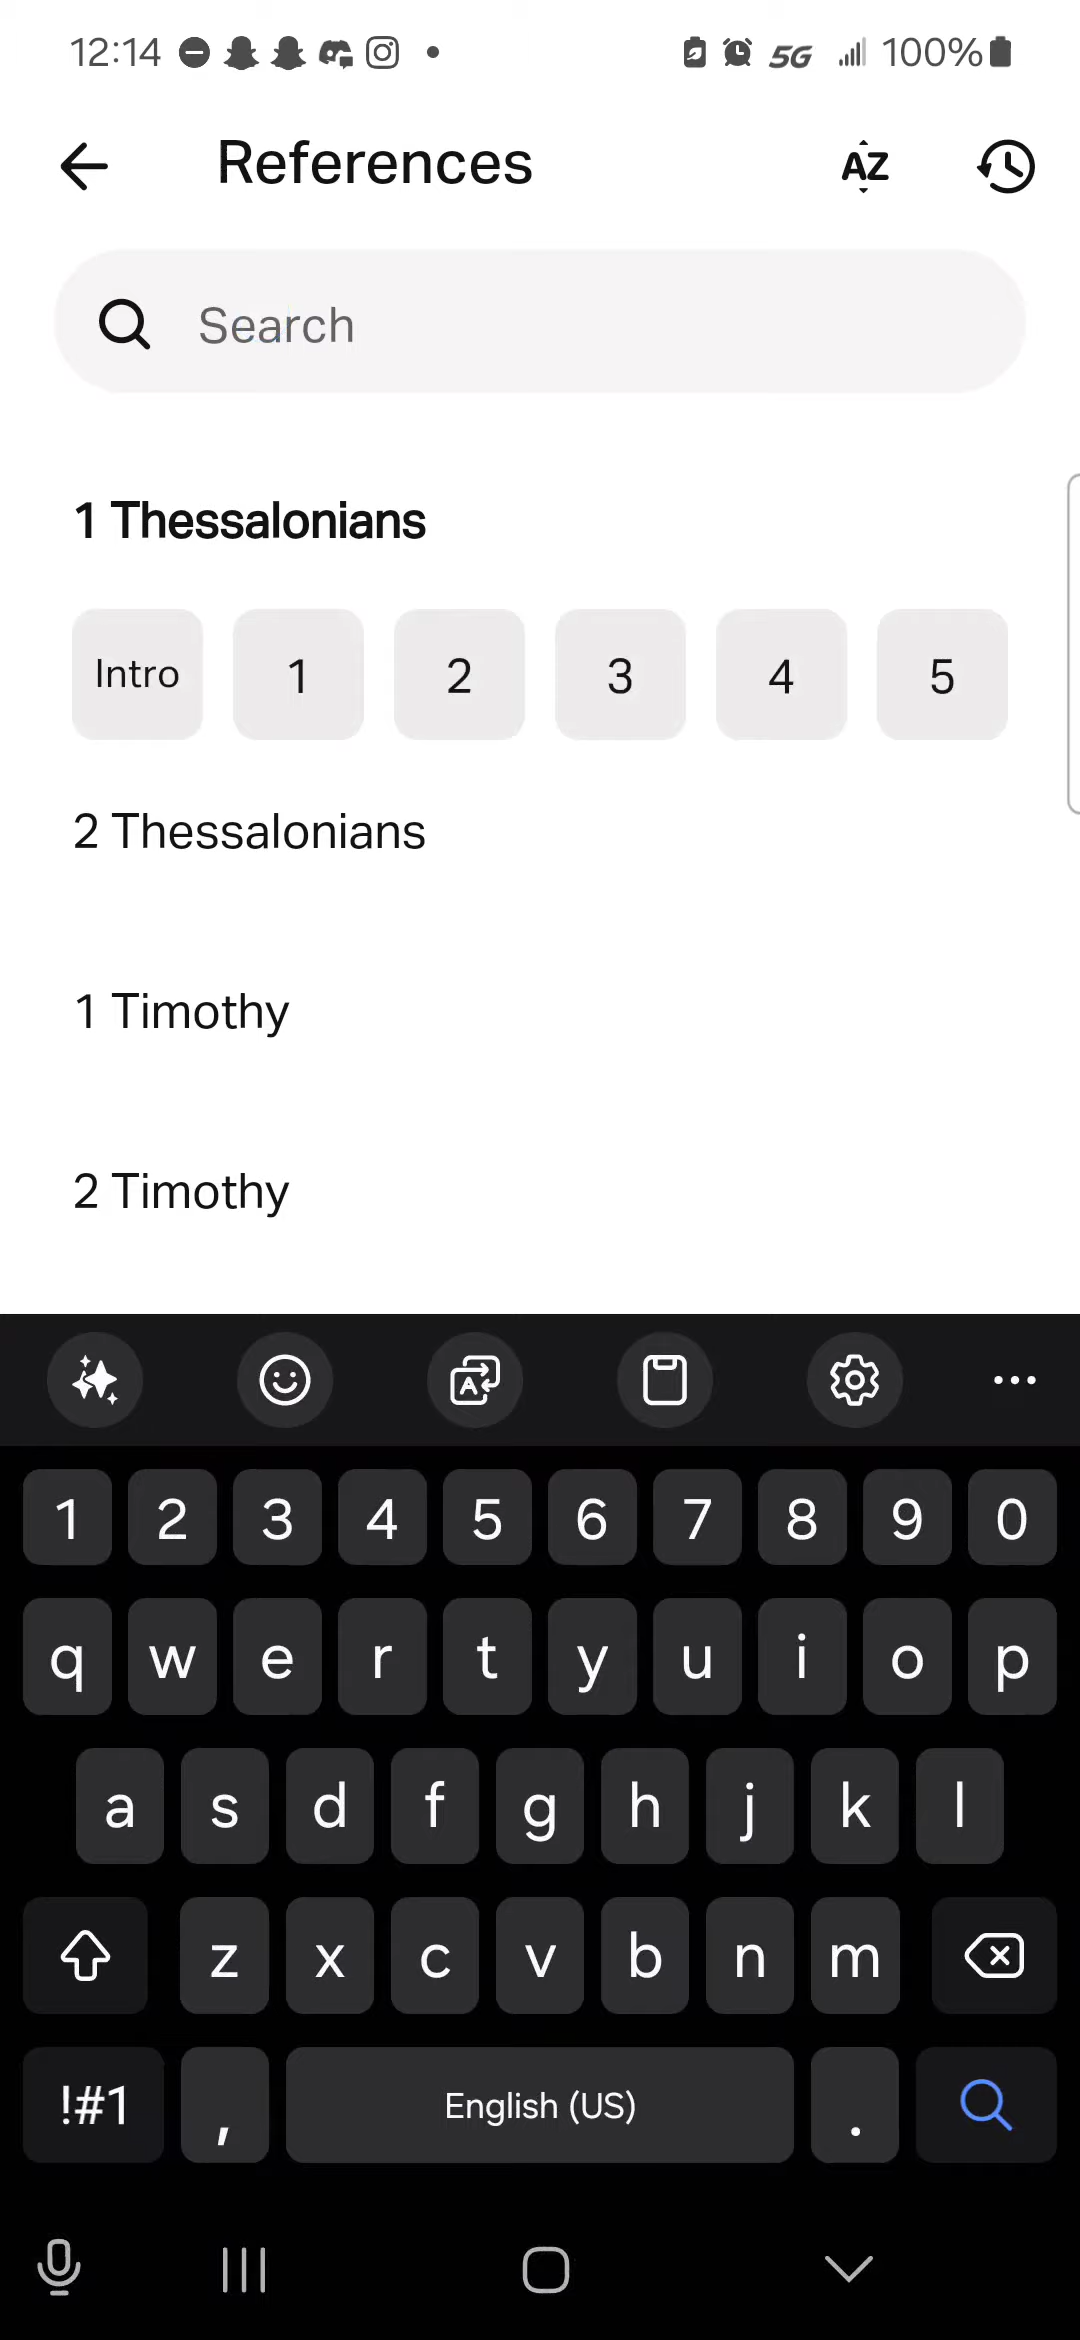 12:14 5G 100%
References AZ
Search
1 Thessalonians
Intro 1 2 3 4 5
2 Thessalonians
1 Timothy
2 Timothy
A
1 2 3 4 5 6 7 8 9 0
q w e r t y u i o p
a s d f g h j k l
z x c v b n m
!#1 , English (US) .